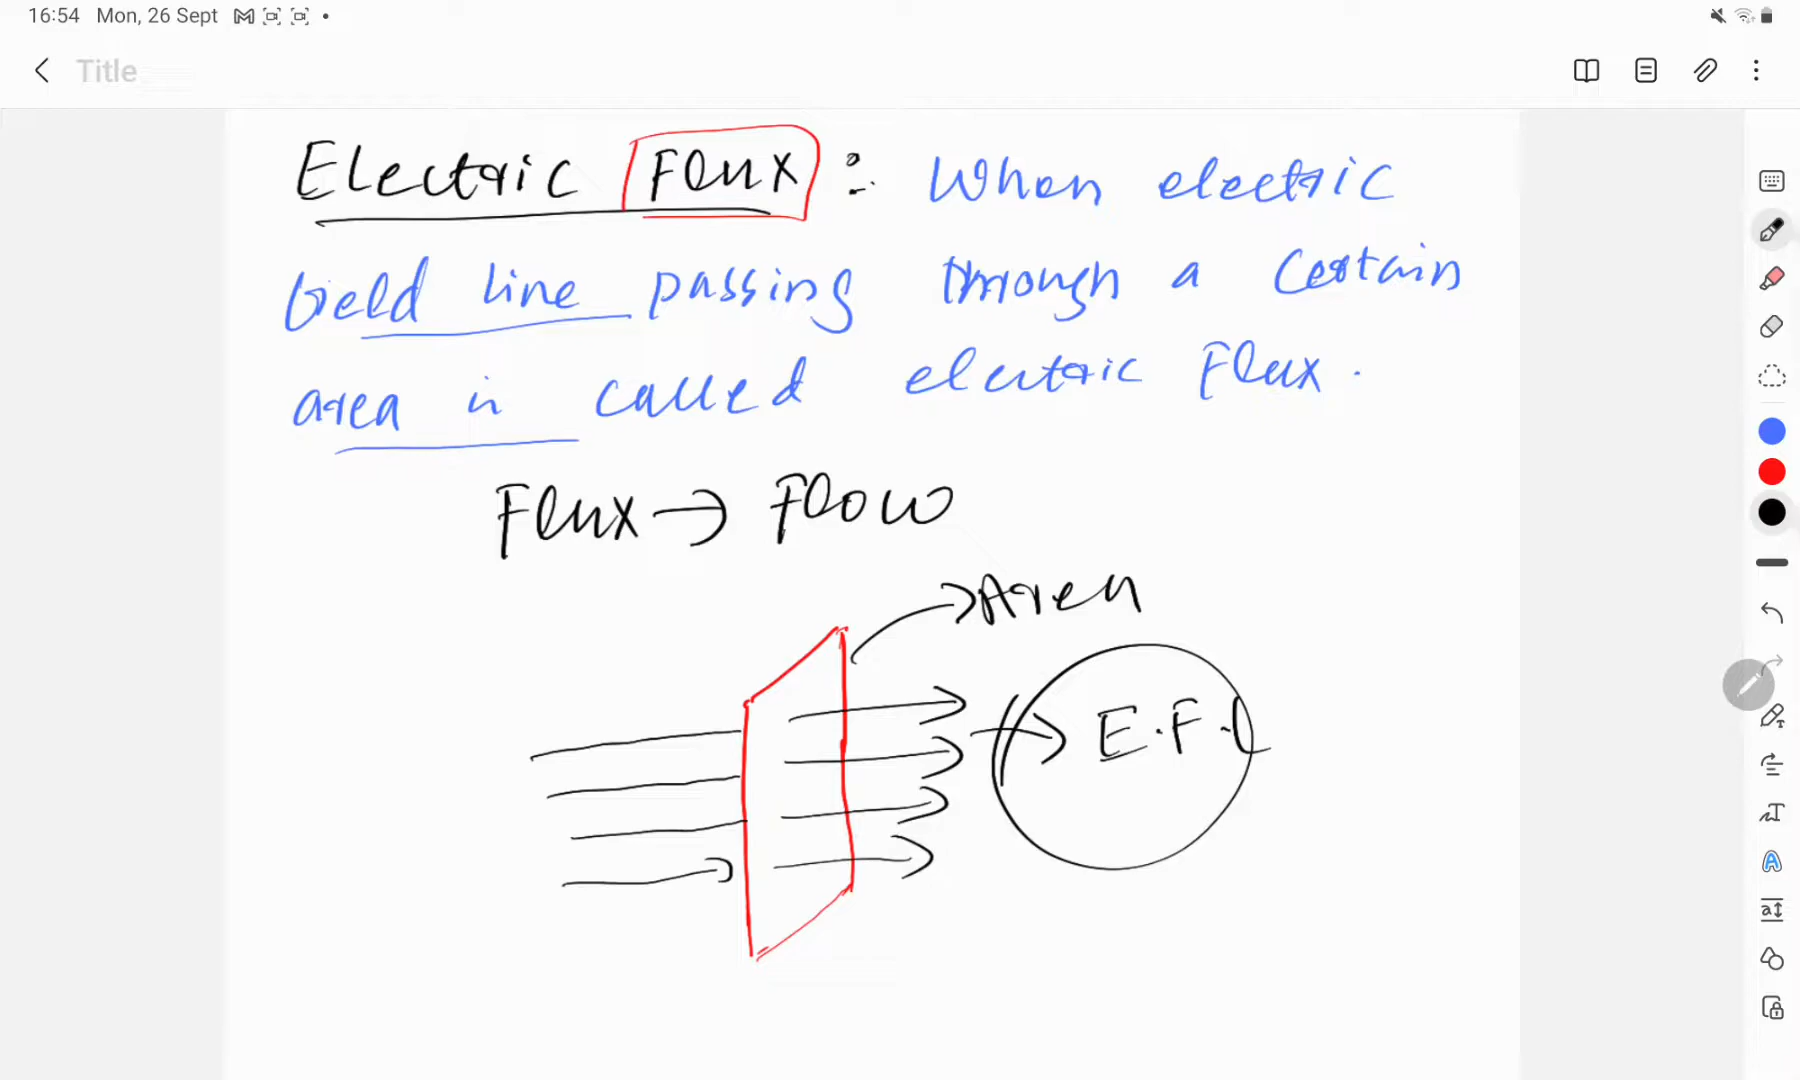 16:54 Mon, 26 Sept
Title
Electric Flux :- When electric
field line passing through a certain
area is called electric Flux.
Flux → Flow
→ Area
→ E.F.L